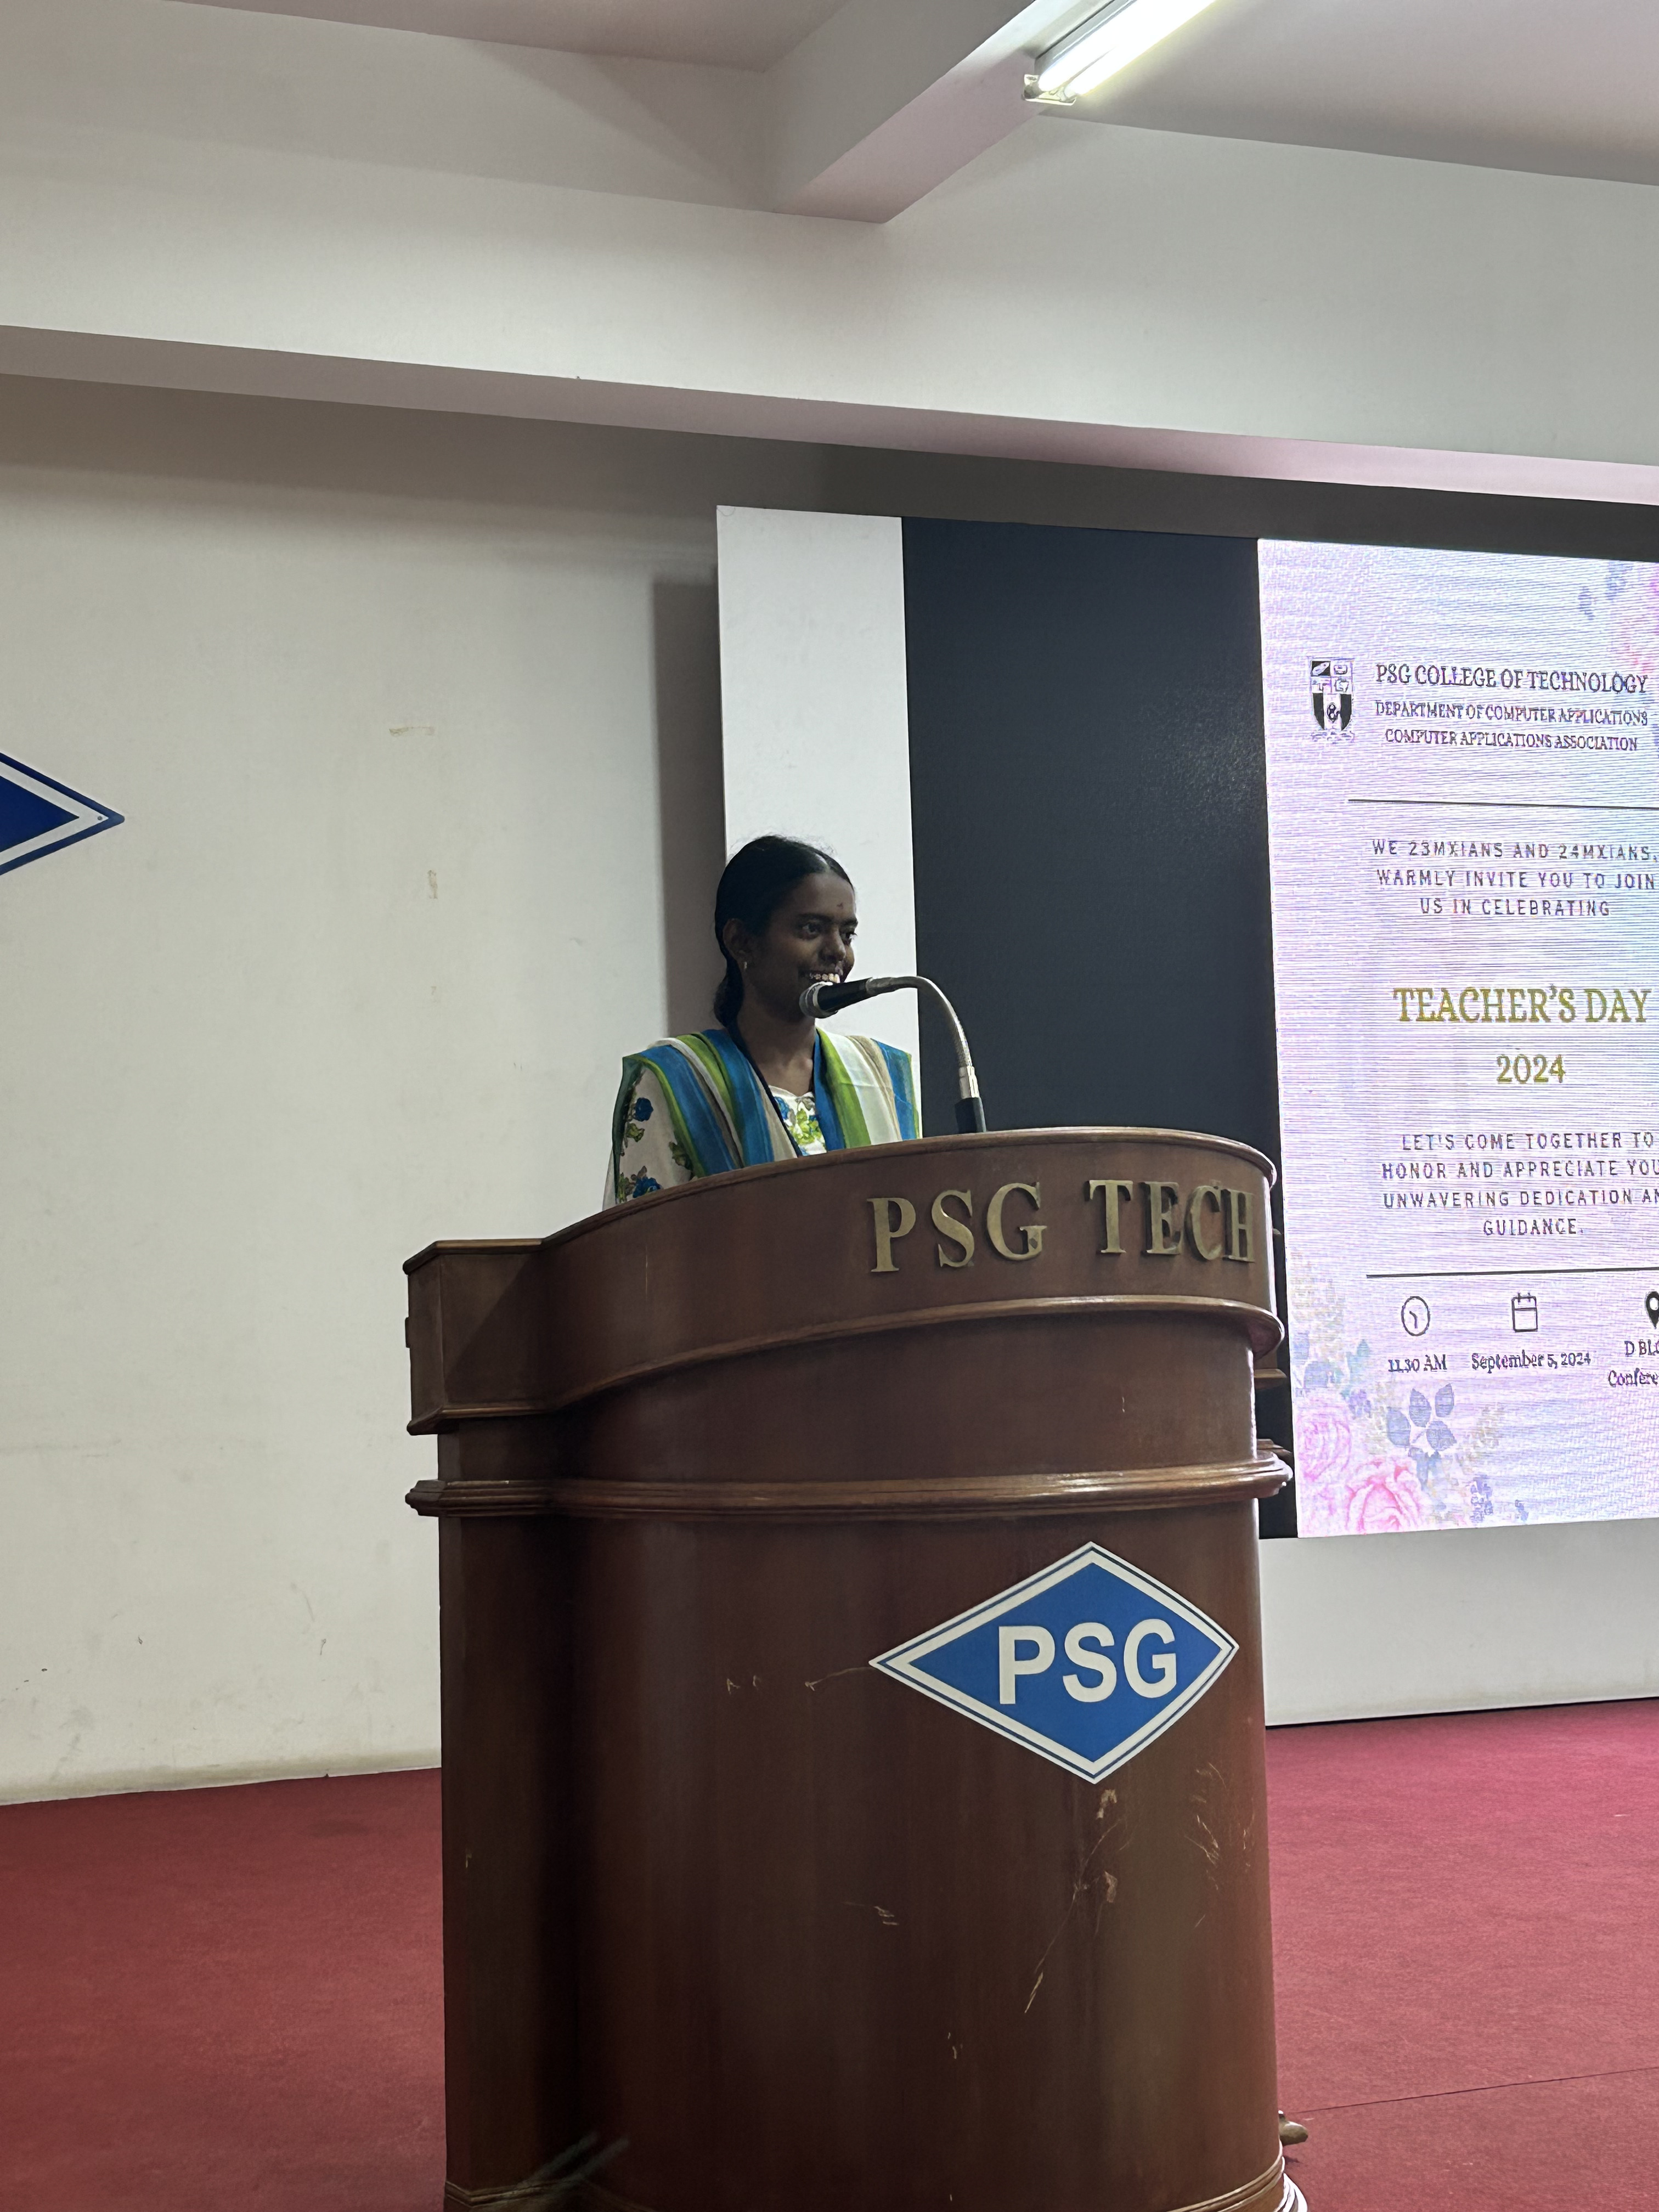 PSG COLLEGE OF TECHNOLOGY
DEPARTMENT OF COMPUTER APPLICATIONS
COMPUTER APPLICATIONS ASSOCIATION
WE 23MXIANS AND 24MXIANS,
WARMLY INVITE YOU TO JOIN
US IN CELEBRATING
TEACHER'S DAY
2024
LET'S COME TOGETHER TO
HONOR AND APPRECIATE
UNWAVERING DEDICATION
GUIDANCE.
11.30 AM
September 5, 2024
D
PSG TECH
PSG